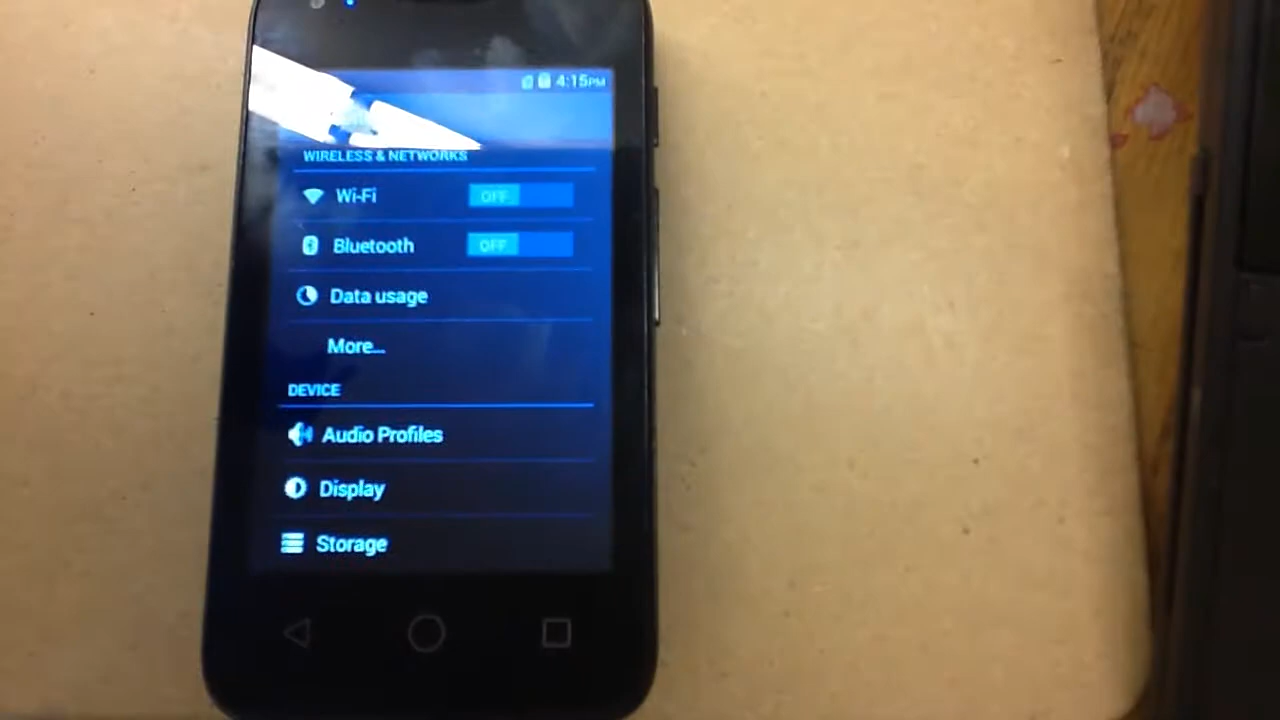 4:15PM
WIRELESS & NETWORKS
Wi-Fi OFF
Bluetooth OFF
Data usage
More...
DEVICE
Audio Profiles
Display
Storage